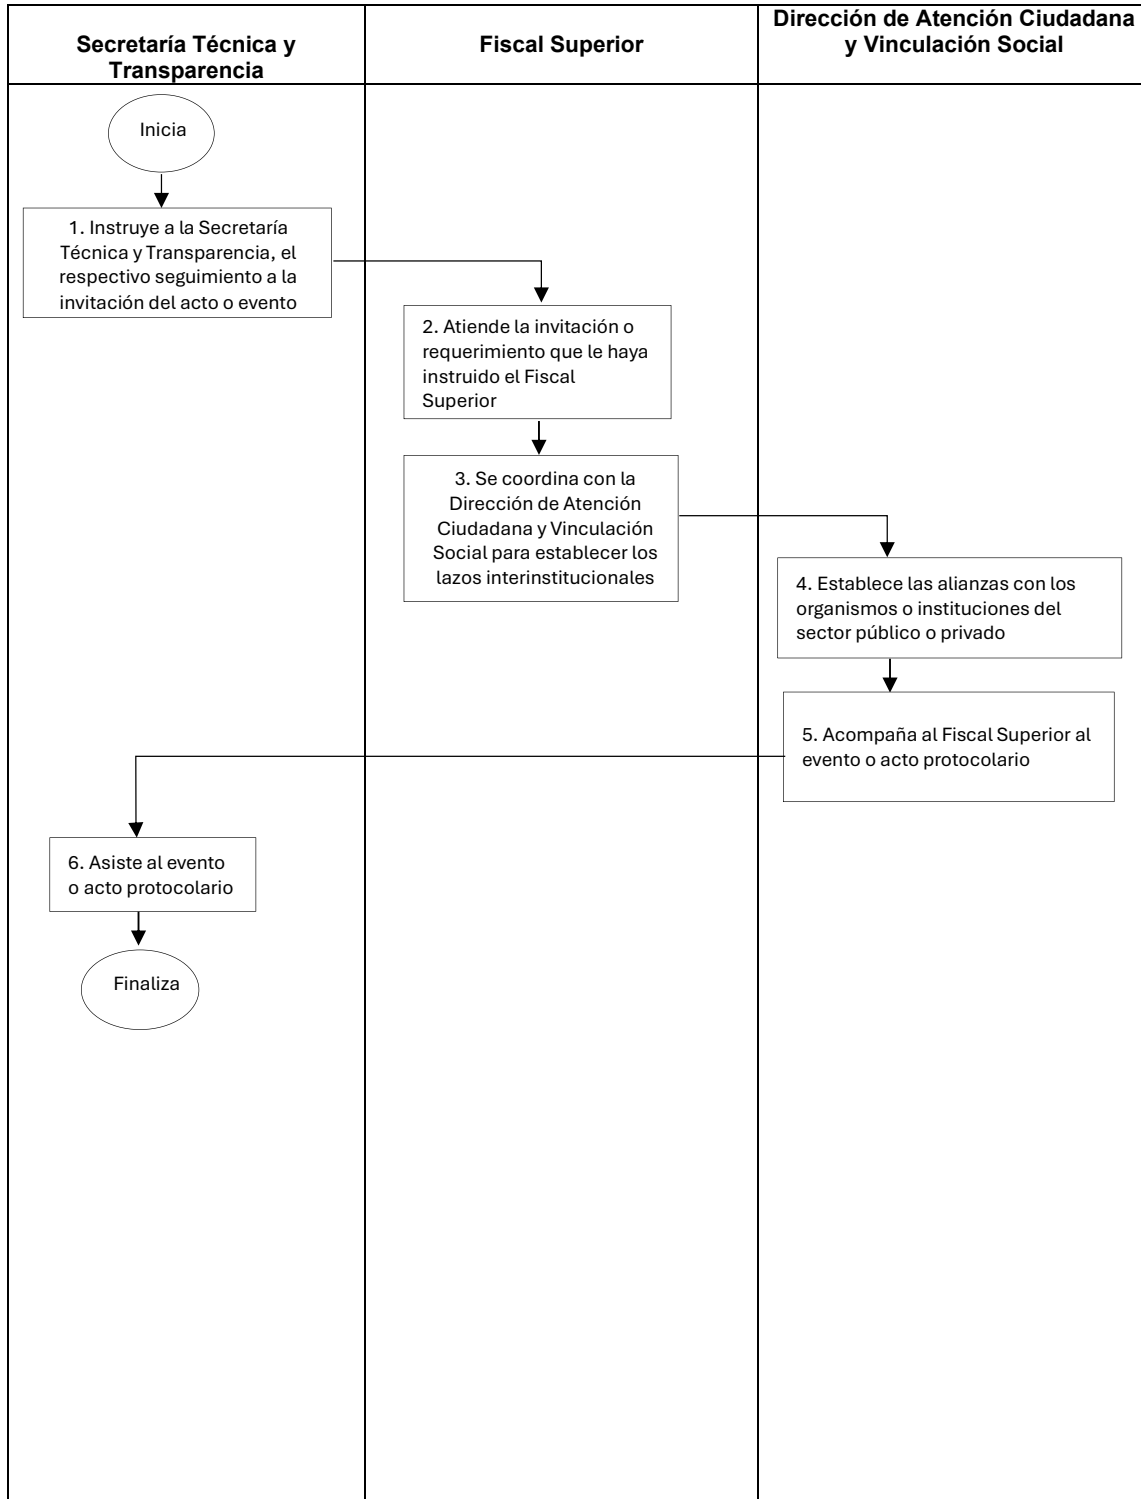 Secretaría Técnica y
Transparencia
Fiscal Superior
Dirección de Atención Ciudadana
y Vinculación Social
Inicia
1. Instruye a la Secretaría
Técnica y Transparencia, el
respectivo seguimiento a la
invitación del acto o evento
2. Atiende la invitación o
requerimiento que le haya
instruido el Fiscal
Superior
3. Se coordina con la
Dirección de Atención
Ciudadana y Vinculación
Social para establecer los
lazos interinstitucionales
4. Establece las alianzas con los
organismos o instituciones del
sector público o privado
5. Acompaña al Fiscal Superior al
evento o acto protocolario
6. Asiste al evento
o acto protocolario
Finaliza